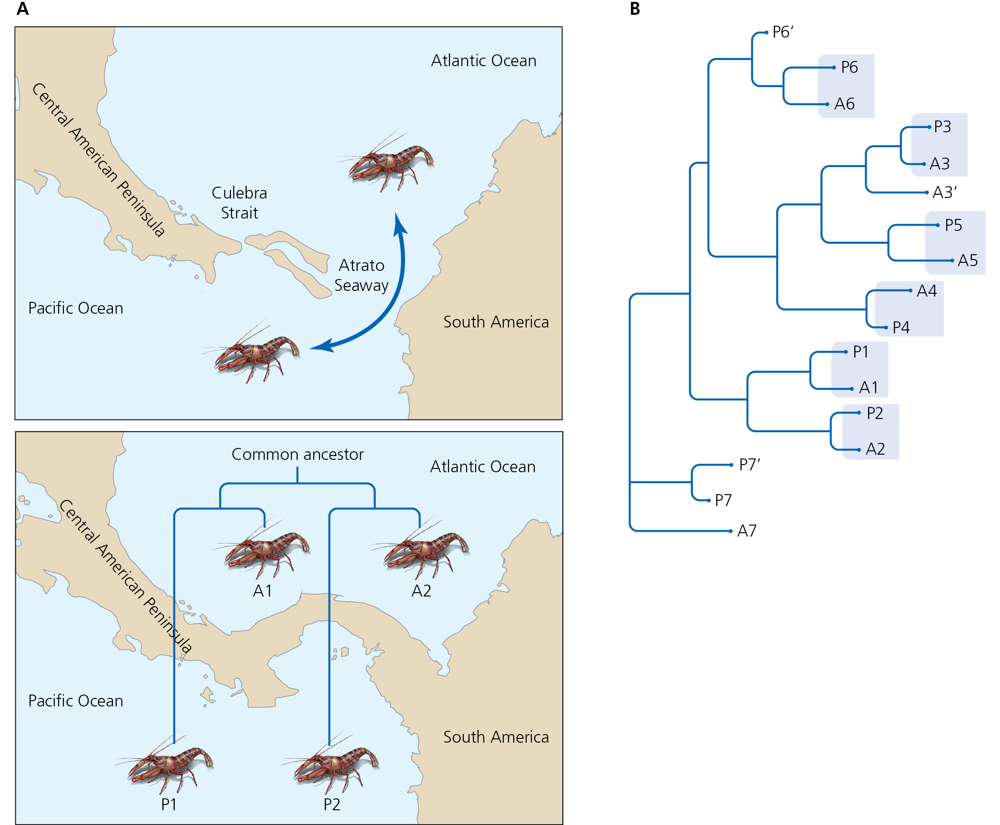 A
Atlantic Ocean
Central American Peninsula
Culebra
Strait
Atrato
Seaway
Pacific Ocean
South America
Common ancestor
Atlantic Ocean
Central American Peninsula
A1
A2
Pacific Ocean
South America
P1
P2
B
P6’
P6
A6
P3
A3
A3’
P5
A5
A4
P4
P1
A1
P2
A2
P7’
P7
A7